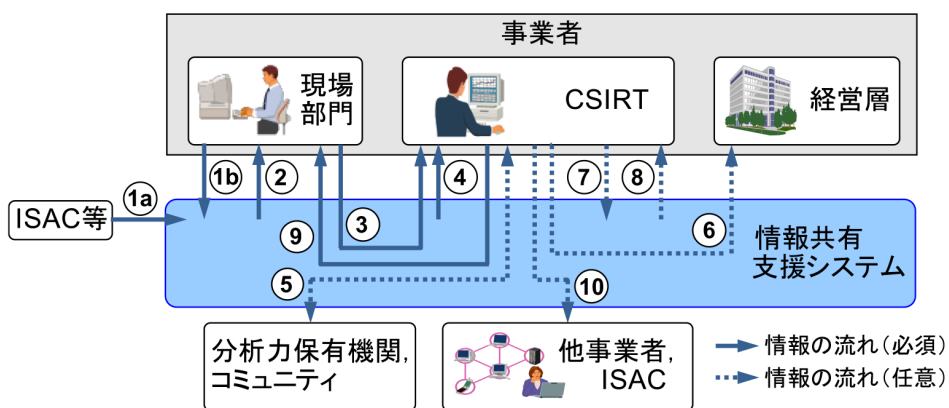 事業者
現場
部門
CSIRT
経営層
1a
1b
2
3
4
5
6
7
8
9
10
ISAC等
情報共有
支援システム
分析力保有機関,
コミュニティ
他事業者,
ISAC
情報の流れ(必須)
情報の流れ(任意)